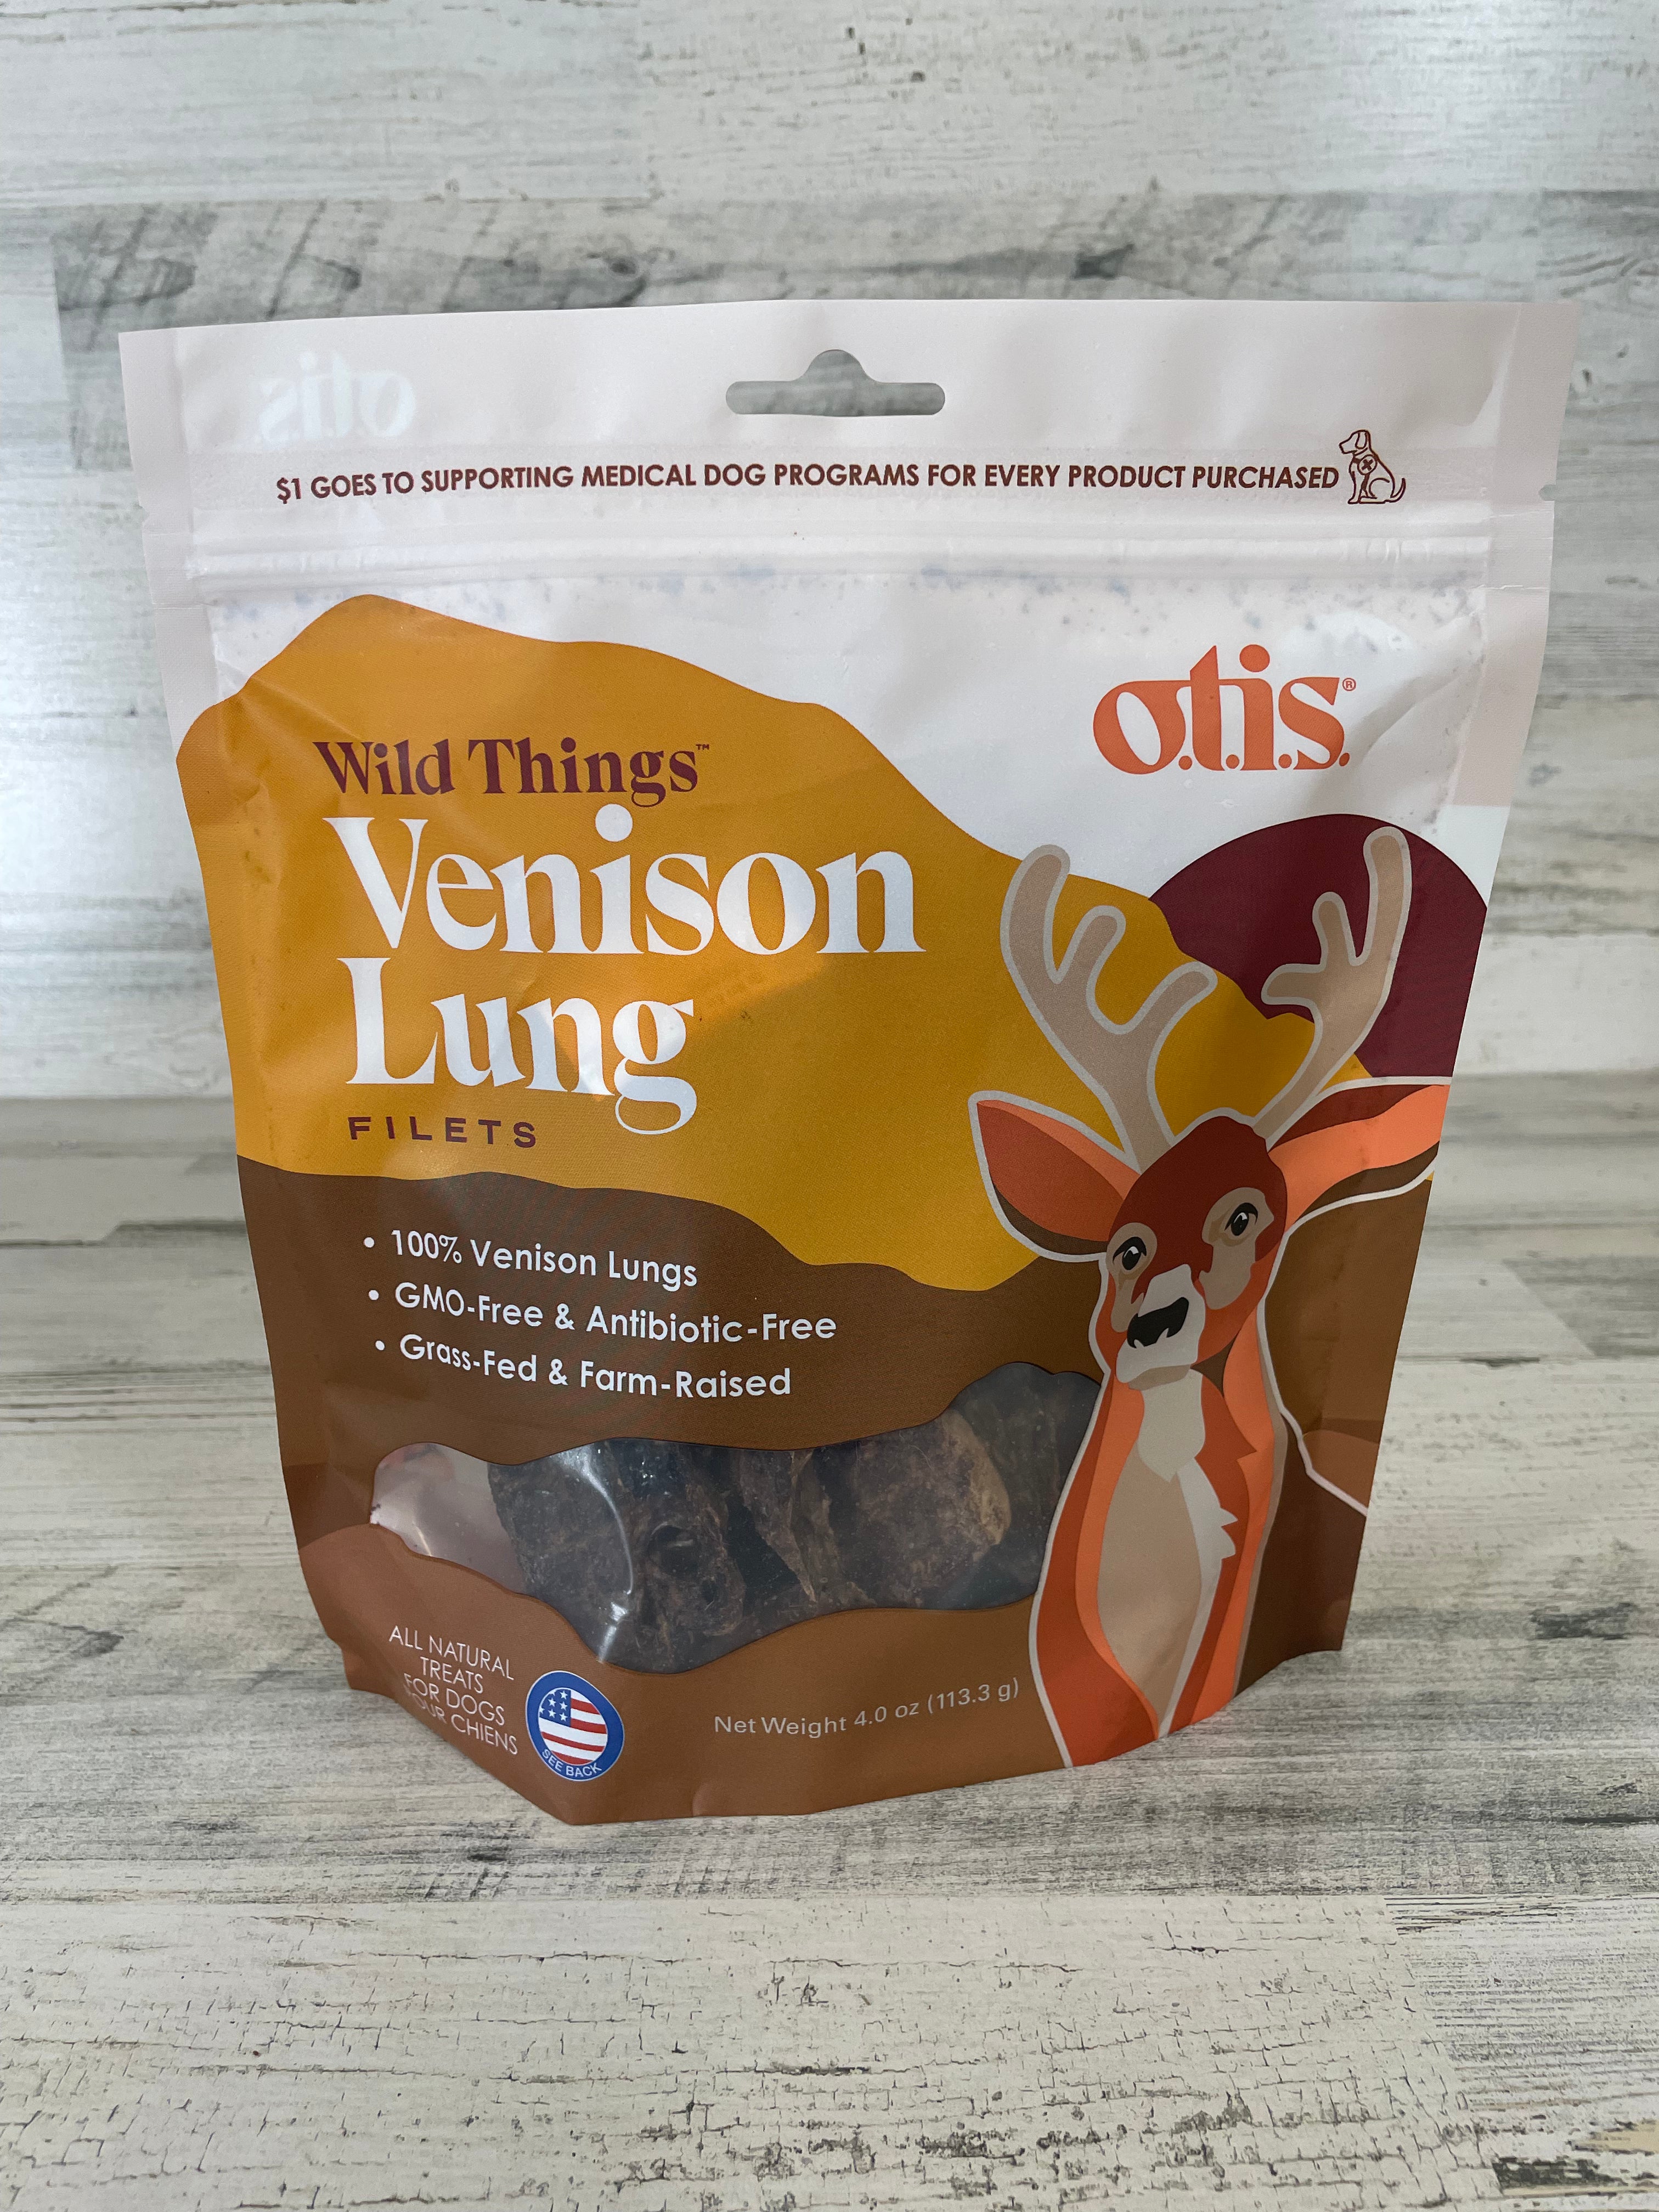 o.t.i.s.
$1 GOES TO SUPPORTING MEDICAL DOG PROGRAMS FOR EVERY PRODUCT PURCHASED
o.t.i.s.®
Wild Things™
Venison
Lung
FILETS
• 100% Venison Lungs
• GMO-Free & Antibiotic-Free
• Grass-Fed & Farm-Raised
ALL NATURAL
TREATS
FOR DOGS
POUR CHIENS
SEE BACK
Net Weight 4.0 oz (113.3 g)